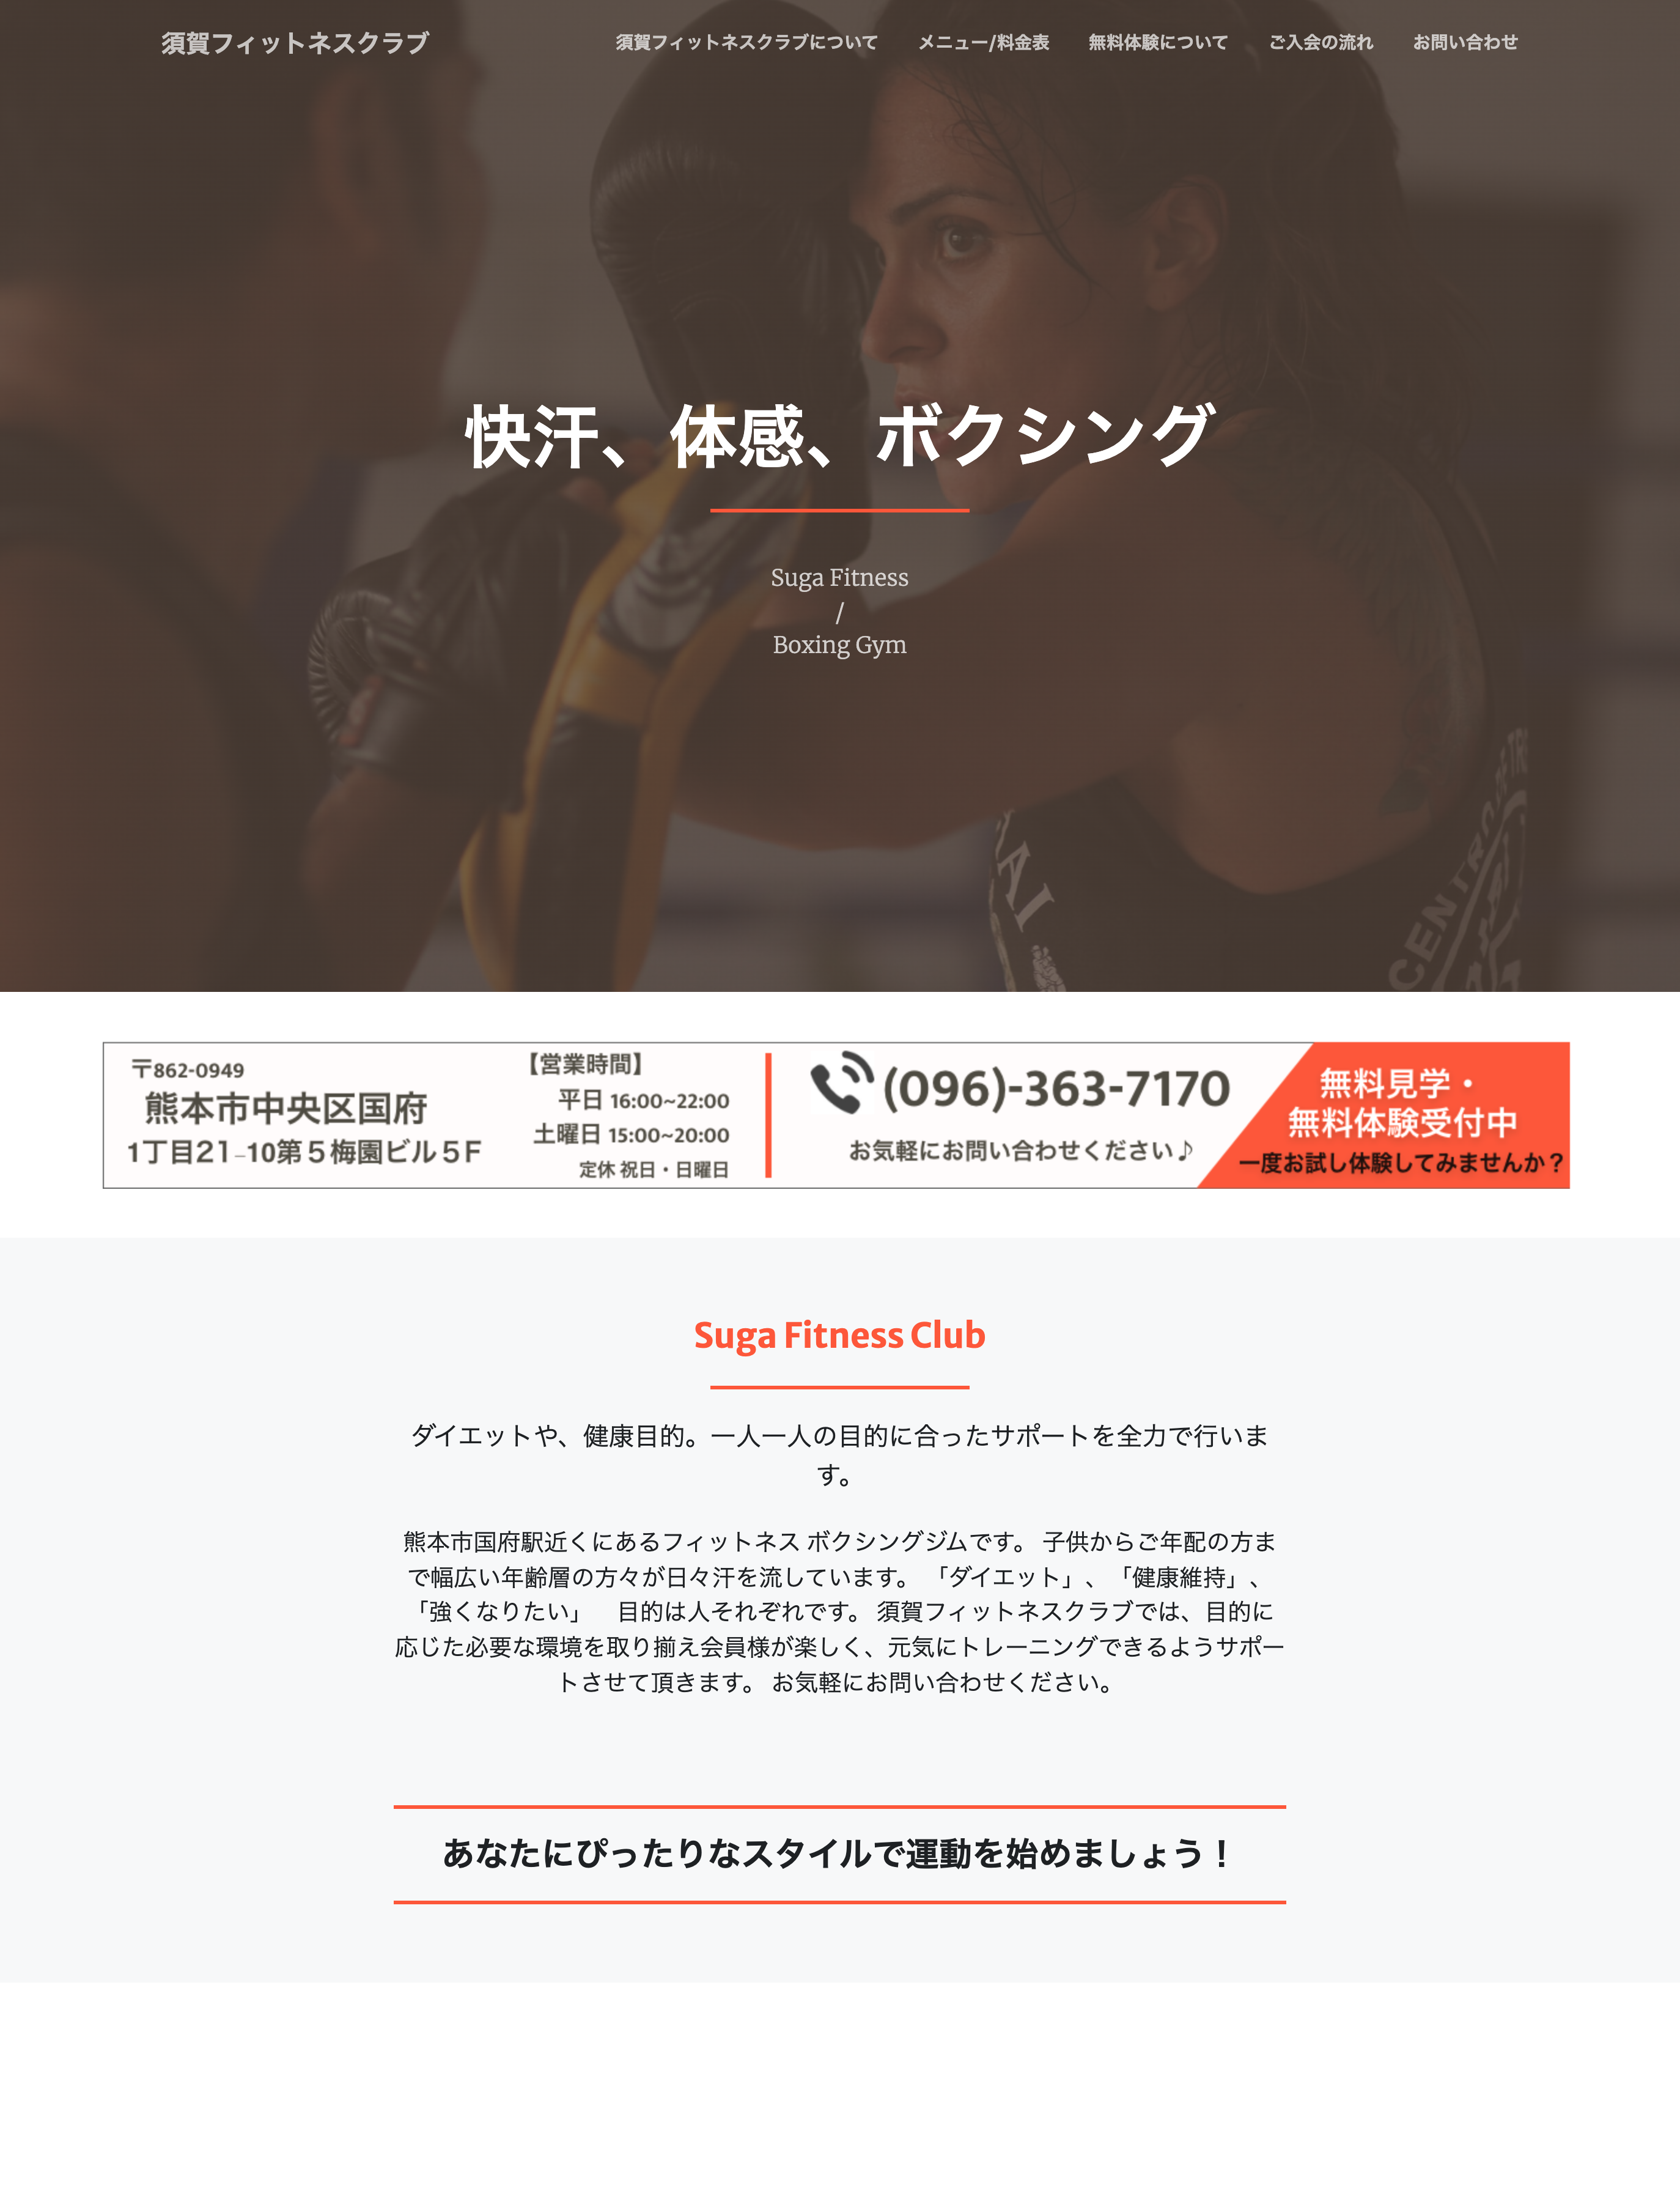 須賀フィットネスクラブ
須賀フィットネスクラブについて
メニュー/料金表
無料体験について
ご入会の流れ
お問い合わせ
快汗、体感、ボクシング
Suga Fitness
/
Boxing Gym
CENTRO DE TR
〒862-0949
熊本市中央区国府
1丁目21–10第５梅園ビル５F
【営業時間】
平日 16:00~22:00
土曜日 15:00~20:00
定休 祝日・日曜日
(096)-363-7170
お気軽にお問い合わせください♪
無料見学・
無料体験受付中
一度お試し体験してみませんか？
Suga Fitness Club
ダイエットや、健康目的。一人一人の目的に合ったサポートを全力で行いま
す。
熊本市国府駅近くにあるフィットネス ボクシングジムです。 子供からご年配の方ま
で幅広い年齢層の方々が日々汗を流しています。 「ダイエット」、「健康維持」、
「強くなりたい」　目的は人それぞれです。 須賀フィットネスクラブでは、目的に
応じた必要な環境を取り揃え会員様が楽しく、元気にトレーニングできるようサポー
トさせて頂きます。 お気軽にお問い合わせください。
あなたにぴったりなスタイルで運動を始めましょう！